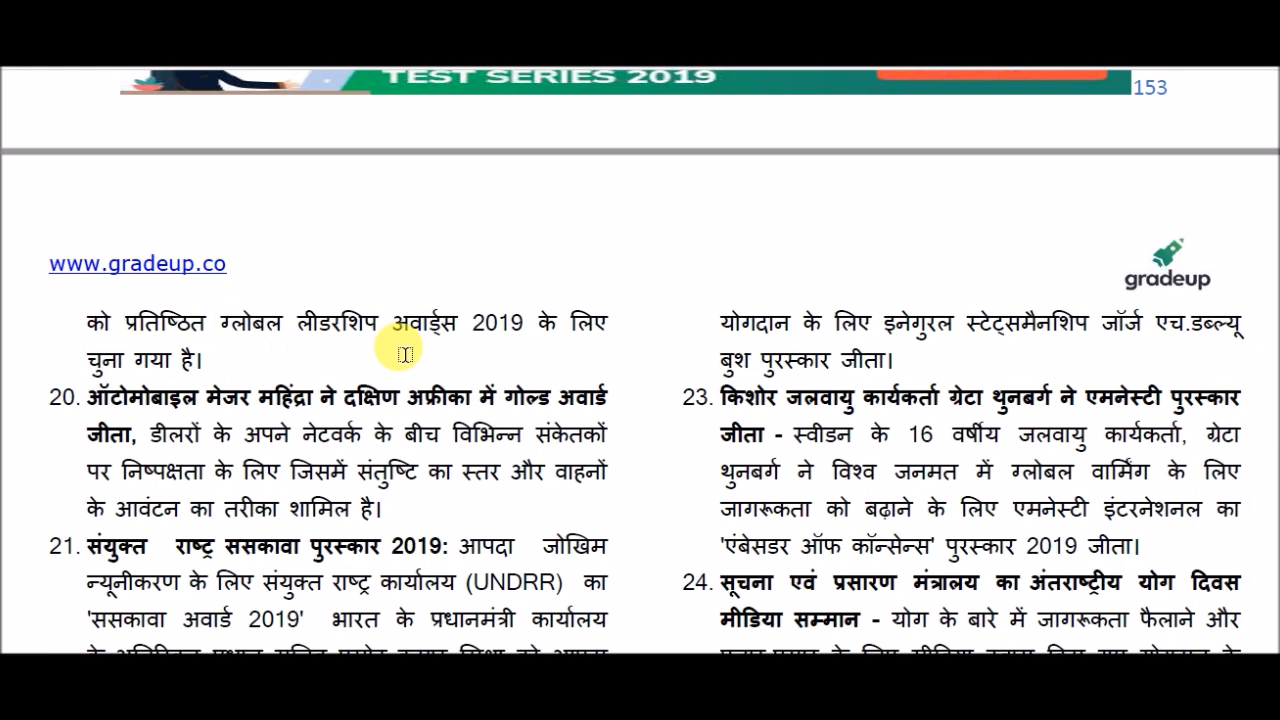 TEST SERIES 2019
153
www.gradeup.co
gradeup
को प्रतिष्ठित ग्लोबल लीडरशिप अवार्ड्स 2019 के लिए
चुना गया है।
20. ऑटोमोबाइल मेजर महिंद्रा ने दक्षिण अफ्रीका में गोल्ड अवार्ड
जीता, डीलरों के अपने नेटवर्क के बीच विभिन्न संकेतकों
पर निष्पक्षता के लिए जिसमें संतुष्टि का स्तर और वाहनों
के आवंटन का तरीका शामिल है।
21. संयुक्त राष्ट्र ससकावा पुरस्कार 2019: आपदा जोखिम
न्यूनीकरण के लिए संयुक्त राष्ट्र कार्यालय (UNDRR) का
'ससकावा अवार्ड 2019' भारत के प्रधानमंत्री कार्यालय
योगदान के लिए इनेगुरल स्टेट्समैनशिप जॉर्ज एच.डब्ल्यू
बुश पुरस्कार जीता।
23. किशोर जलवायु कार्यकर्ता ग्रेटा थुनबर्ग ने एमनेस्टी पुरस्कार
जीता - स्वीडन के 16 वर्षीय जलवायु कार्यकर्ता, ग्रेटा
थुनबर्ग ने विश्व जनमत में ग्लोबल वार्मिंग के लिए
जागरूकता को बढ़ाने के लिए एमनेस्टी इंटरनेशनल का
'एंबेसडर ऑफ कॉन्सेन्स' पुरस्कार 2019 जीता।
24. सूचना एवं प्रसारण मंत्रालय का अंतराष्ट्रीय योग दिवस
मीडिया सम्मान - योग के बारे में जागरूकता फैलाने और